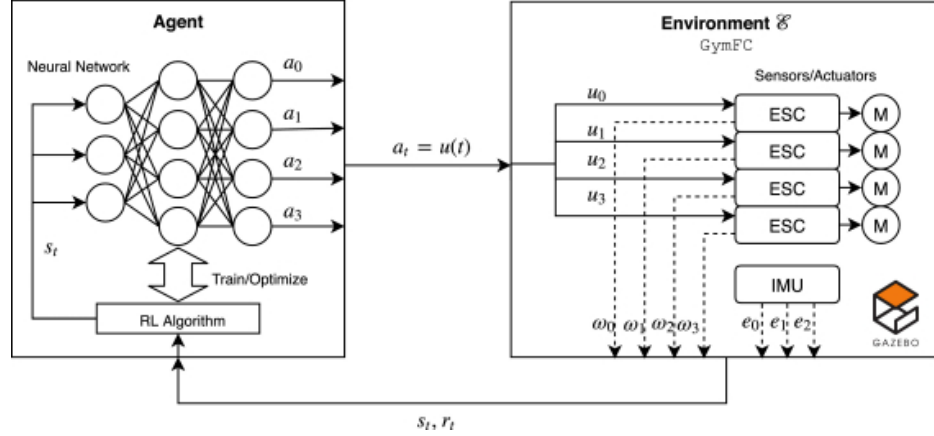 Agent
Neural Network
a₀
a₁
a₂
a₃
sₜ
Train/Optimize
RL Algorithm
aₜ = u(t)
Environment ℰ
GymFC
Sensors/Actuators
u₀
ESC
M
u₁
ESC
M
u₂
ESC
M
u₃
ESC
M
IMU
ω₀ ω₁ ω₂ ω₃
e₀ e₁ e₂
GAZEBO
sₜ, rₜ